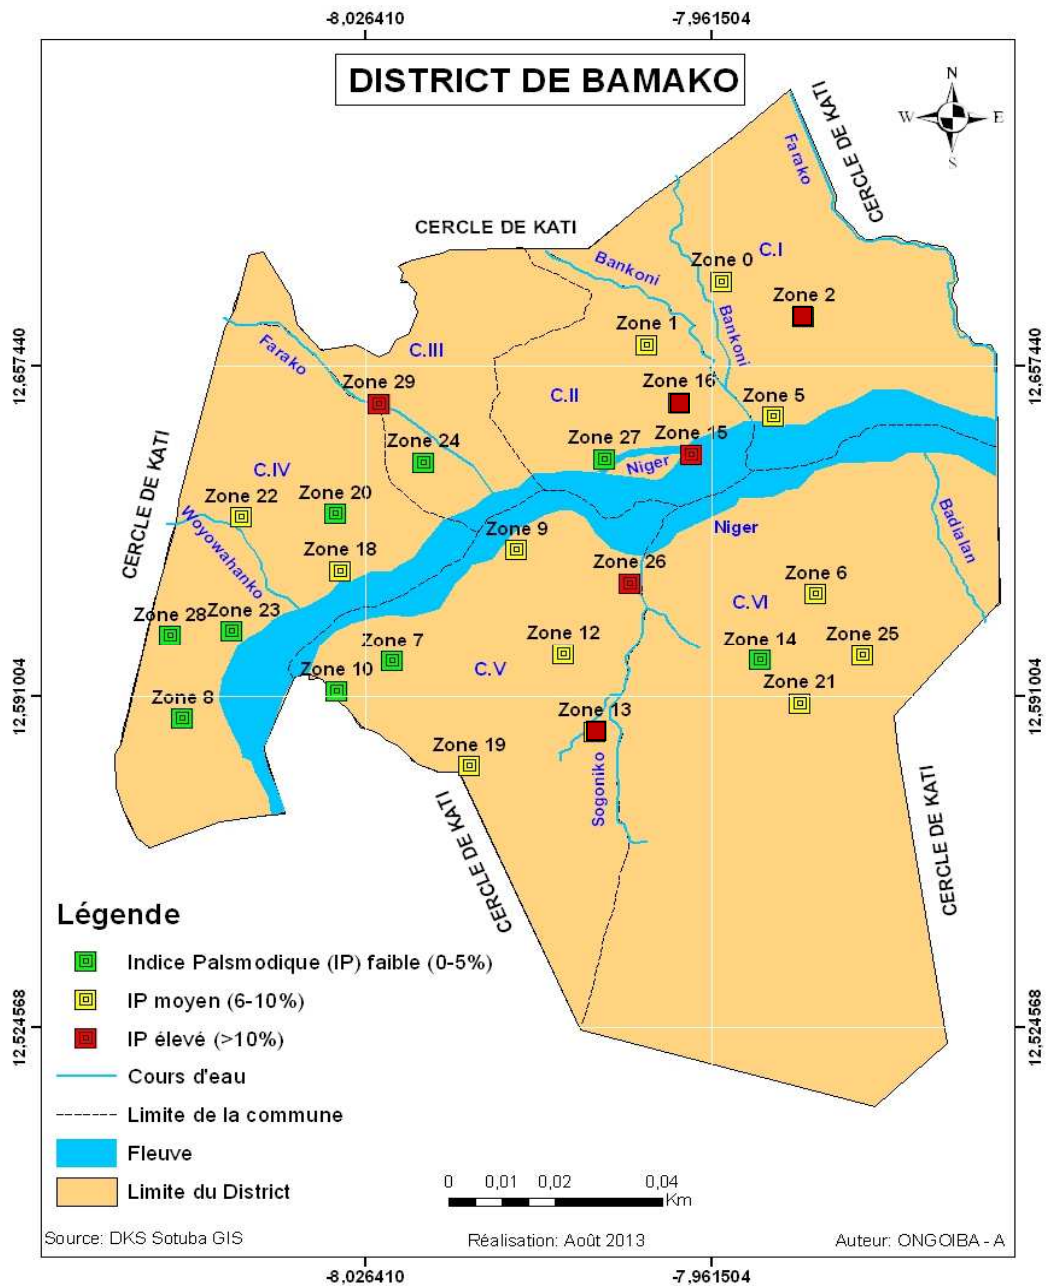 -8,026410
-7,961504
DISTRICT DE BAMAKO
N
W
E
S
CERCLE DE KATI
Farako
CERCLE DE KATI
CERCLE DE KATI
C.I
Zone 0
Bankoni
Zone 2
Bankoni
Zone 1
12,657440
12,657440
Farako
C.III
Zone 29
C.II
Zone 16
Zone 5
Zone 24
Zone 27
Zone 15
Niger
C.IV
Zone 22
Zone 20
CERCLE DE KATI
Woyowahanko
Zone 9
Niger
Badialan
Zone 18
Zone 26
Zone 6
C.VI
Zone 28
Zone 23
Zone 7
Zone 12
Zone 14
Zone 25
C.V
Zone 10
12,591004
12,591004
Zone 8
Zone 21
Zone 13
Zone 19
Sogoniko
CERCLE DE KATI
CERCLE DE KATI
Légende
Indice Palsmodique (IP) faible (0-5%)
IP moyen (6-10%)
IP élevé (>10%)
12,524568
12,524568
Cours d'eau
Limite de la commune
Fleuve
Limite du District
0 0,01 0,02 0,04
Km
Source: DKS Sotuba GIS
Réalisation: Août 2013
Auteur: ONGOIBA - A
-8,026410
-7,961504